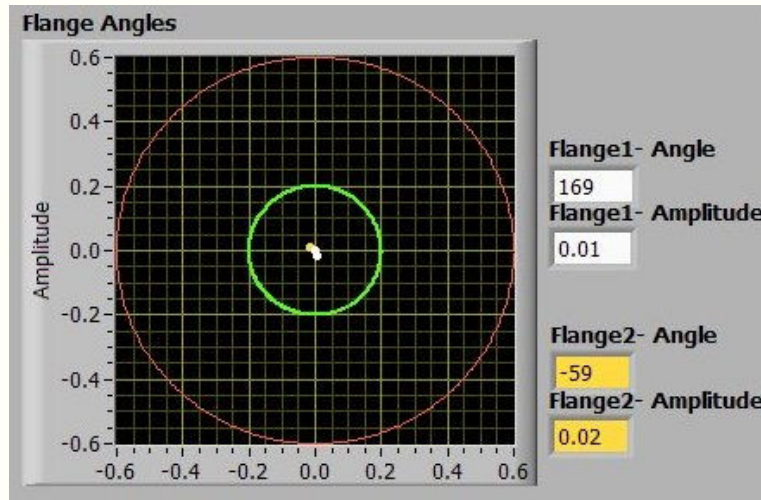 Flange Angles
0.6
0.4
0.2
0.0
-0.2
-0.4
-0.6
Amplitude
-0.6 -0.4 -0.2 0.0 0.2 0.4 0.6
Flange1- Angle
169
Flange1- Amplitude
0.01
Flange2- Angle
-59
Flange2- Amplitude
0.02